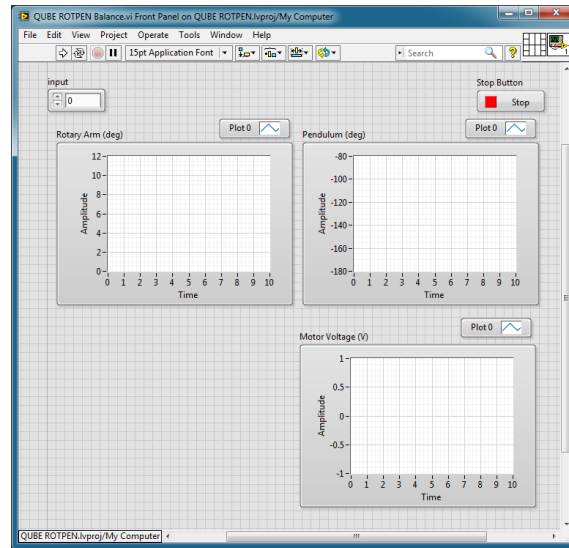 QUBE ROTPEN Balance.vi Front Panel on QUBE ROTPEN.lvproj/My Computer
File Edit View Project Operate Tools Window Help
15pt Application Font
Search
?
1
input
0
Stop Button
Stop
Rotary Arm (deg)
Plot 0
12
10
8
6
4
2
0
Amplitude
0 1 2 3 4 5 6 7 8 9 10
Time
Pendulum (deg)
Plot 0
-80
-100
-120
-140
-160
-180
Amplitude
0 1 2 3 4 5 6 7 8 9 10
Time
Motor Voltage (V)
Plot 0
1
0.5
0
-0.5
-1
Amplitude
0 1 2 3 4 5 6 7 8 9 10
Time
QUBE ROTPEN.lvproj/My Computer